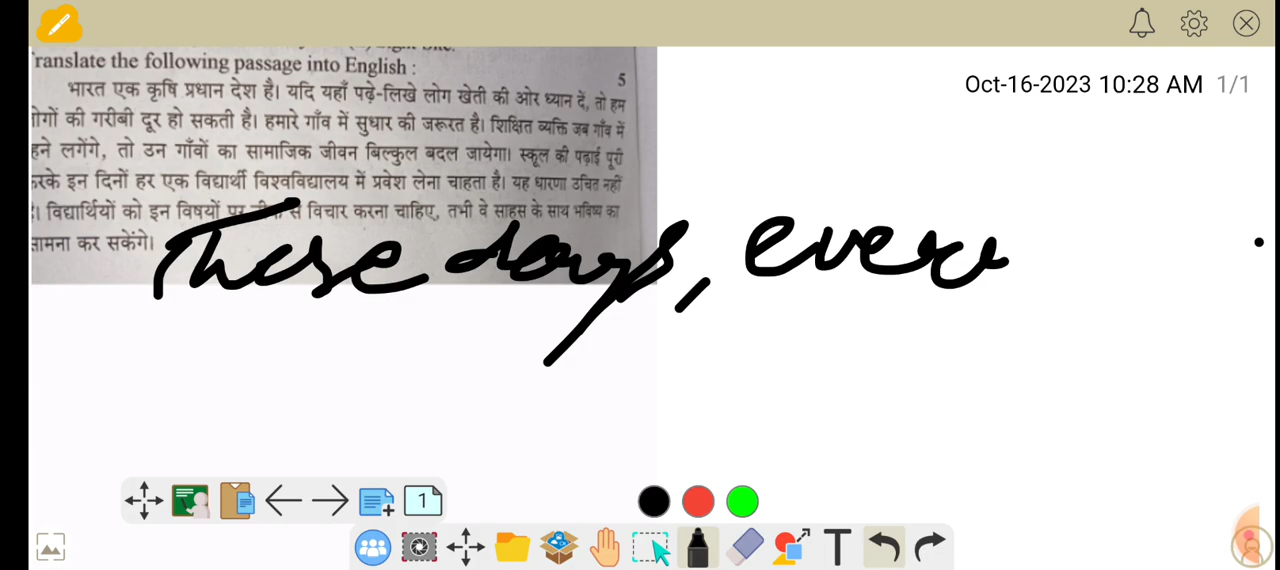 Oct-16-2023 10:28 AM 1/1
Translate the following passage into English :
5
भारत एक कृषि प्रधान देश है। यदि यहाँ पढ़े-लिखे लोग खेती की ओर ध्यान दें, तो हम
की गरीबी दूर हो सकती है। हमारे गाँव में सुधार की जरूरत है। शिक्षित व्यक्ति जब गाँव में
लगेंगे, तो उन गाँवों का सामाजिक जीवन बिल्कुल बदल जायेगा। स्कूल की पढ़ाई पूरी
इन दिनों हर एक विद्यार्थी विश्वविद्यालय में प्रवेश लेना चाहता है। यह धारणा उचित नहीं
विद्यार्थियों को इन विषयों पर से विचार करना चाहिए, तभी वे साहस के साथ भविष्य का
सामना कर सकेंगे।
These days, every
1
T